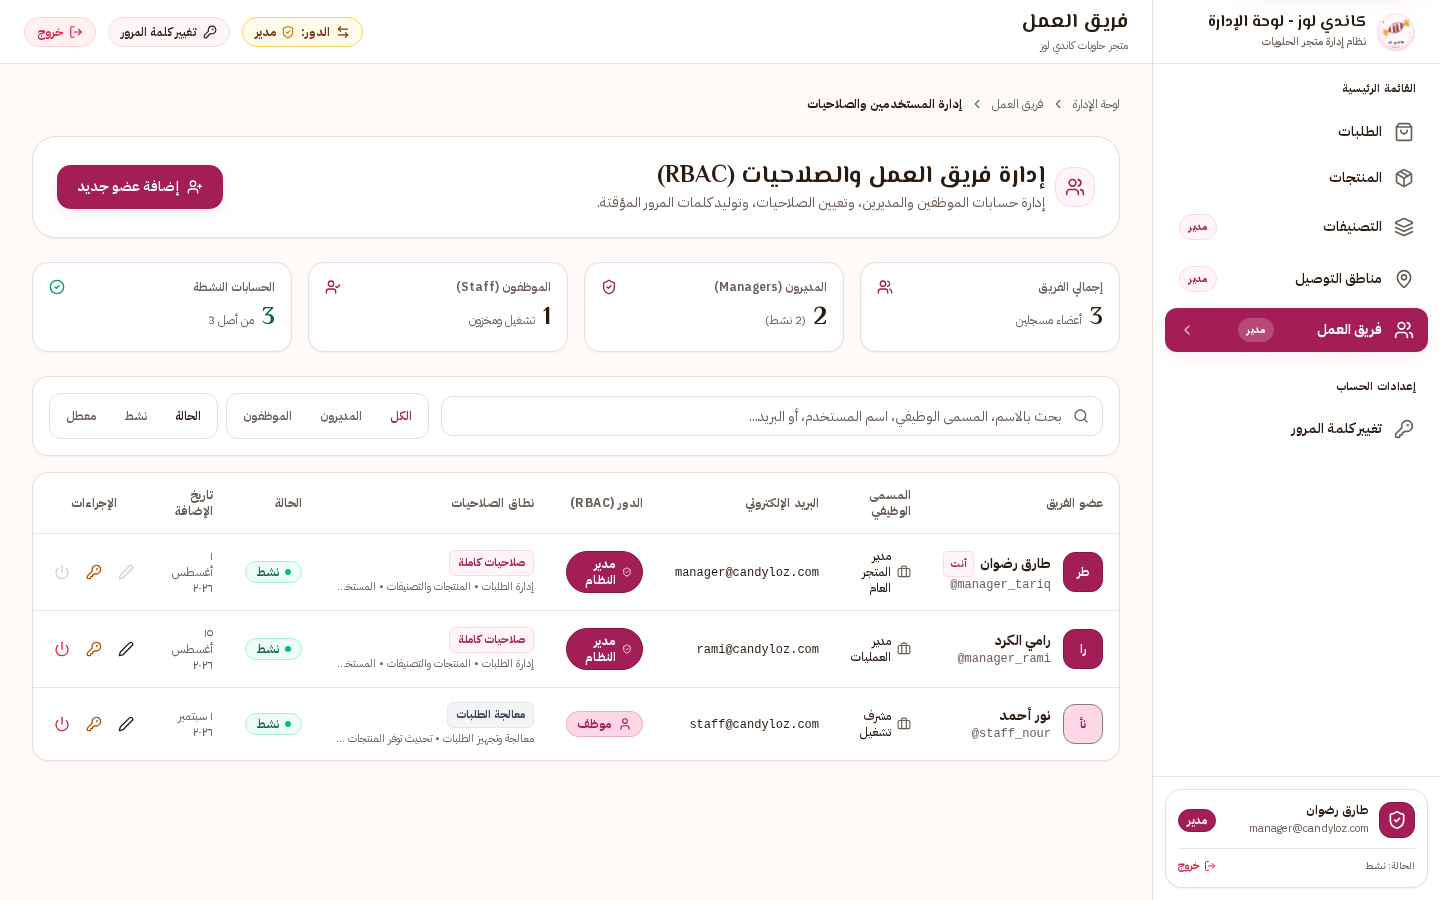 كاندي لوز - لوحة الإدارة
نظام إدارة متجر الحلويات
القائمة الرئيسية
الطلبات
المنتجات
التصنيفات
مدير
مناطق التوصيل
مدير
فريق العمل
مدير
إعدادات الحساب
تغيير كلمة المرور
طارق رضوان
manager@candyloz.com
مدير
الحالة: نشط
خروج
فريق العمل
متجر حلويات كاندي لوز
الدور: مدير
تغيير كلمة المرور
خروج
لوحة الإدارة
فريق العمل
إدارة المستخدمين والصلاحيات
إدارة فريق العمل والصلاحيات (RBAC)
إدارة حسابات الموظفين والمديرين، وتعيين الصلاحيات، وتوليد كلمات المرور المؤقتة.
إضافة عضو جديد
إجمالي الفريق
3 أعضاء مسجلين
المديرون (Managers)
2 (2 نشط)
الموظفون (Staff)
1 تشغيل ومخزون
الحسابات النشطة
3 من أصل 3
بحث بالاسم، المسمى الوظيفي، اسم المستخدم، أو البريد...
الكل
المديرون
الموظفون
الحالة
نشط
معطل
عضو الفريق
المسمى
الوظيفي
البريد الإلكتروني
الدور (RBAC)
نطاق الصلاحيات
الحالة
تاريخ
الإضافة
الإجراءات
طر
طارق رضوان
أنت
@manager_tariq
مدير
المتجر
العام
manager@candyloz.com
مدير
النظام
صلاحيات كاملة
إدارة الطلبات • المنتجات والتصنيفات • المستخد...
نشط
١
أغسطس
٢٠٢٦
را
رامي الكرد
@manager_rami
مدير
العمليات
rami@candyloz.com
مدير
النظام
صلاحيات كاملة
إدارة الطلبات • المنتجات والتصنيفات • المستخد...
نشط
١٥
أغسطس
٢٠٢٦
نأ
نور أحمد
@staff_nour
مشرف
تشغيل
staff@candyloz.com
موظف
معالجة الطلبات
معالجة وتجهيز الطلبات • تحديث توفر المنتجات ...
نشط
١ سبتمبر
٢٠٢٦